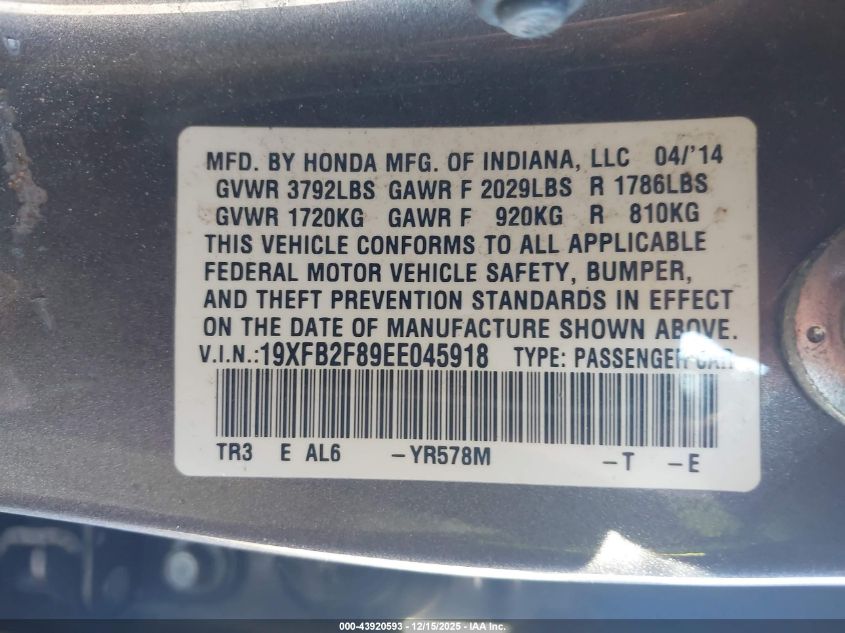 MFD. BY HONDA MFG. OF INDIANA, LLC 04/'14
GVWR 3792LBS GAWR F 2029LBS R 1786LBS
GVWR 1720KG GAWR F 920KG R 810KG
THIS VEHICLE CONFORMS TO ALL APPLICABLE
FEDERAL MOTOR VEHICLE SAFETY, BUMPER,
AND THEFT PREVENTION STANDARDS IN EFFECT
ON THE DATE OF MANUFACTURE SHOWN ABOVE.
V.I.N.:19XFB2F89EE045918 TYPE: PASSENGER CAR
TR3 E AL6 -YR578M -T -E
000-43920593 - 12/15/2025 - IAA Inc.